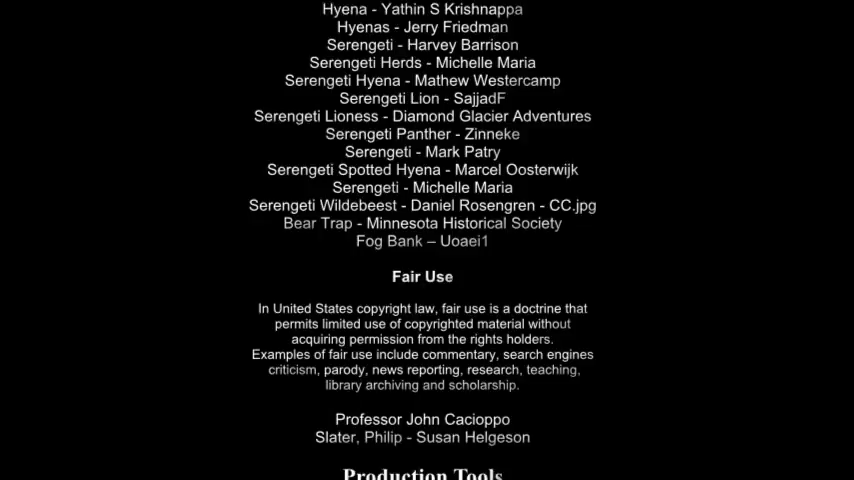 Hyena - Yathin S Krishnappa
Hyenas - Jerry Friedman
Serengeti - Harvey Barrison
Serengeti Herds - Michelle Maria
Serengeti Hyena - Mathew Westercamp
Serengeti Lion - SajjadF
Serengeti Lioness - Diamond Glacier Adventures
Serengeti Panther - Zinneke
Serengeti - Mark Patry
Serengeti Spotted Hyena - Marcel Oosterwijk
Serengeti - Michelle Maria
Serengeti Wildebeest - Daniel Rosengren - CC.jpg
Bear Trap - Minnesota Historical Society
Fog Bank – Uoaei1
Fair Use
In United States copyright law, fair use is a doctrine that
permits limited use of copyrighted material without
acquiring permission from the rights holders.
Examples of fair use include commentary, search engines
criticism, parody, news reporting, research, teaching,
library archiving and scholarship.
Professor John Cacioppo
Slater, Philip - Susan Helgeson
Production Tools